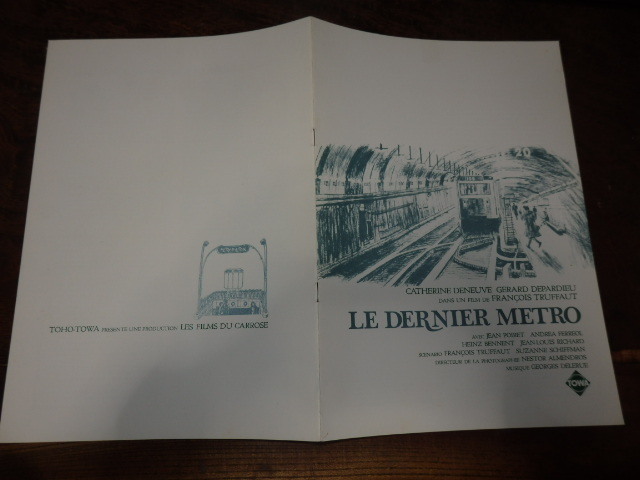 TOHO-TOWA PRESENTE UNE PRODUCTION LES FILMS DU CARROSSE
20
CATHERINE DENEUVE GERARD DEPARDIEU
DANS UN FILM DE FRANÇOIS TRUFFAUT
LE DERNIER METRO
AVEC JEAN POIRET ANDREA FERREOL
HEINZ BENNENT JEAN-LOUIS RICHARD
SCENARIO FRANÇOIS TRUFFAUT SUZANNE SCHIFFMAN
DIRECTEUR DE LA PHOTOGRAPHIE NESTOR ALMENDROS
MUSIQUE GEORGES DELERUE
TOWA